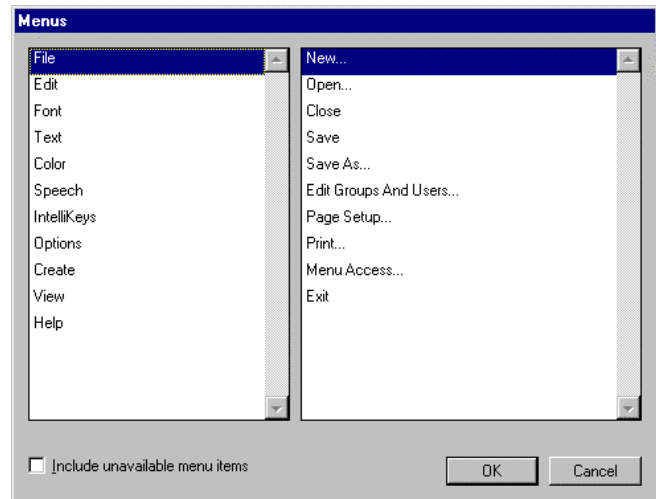 Menus
File
Edit
Font
Text
Color
Speech
IntelliKeys
Options
Create
View
Help
New...
Open...
Close
Save
Save As...
Edit Groups And Users...
Page Setup...
Print...
Menu Access...
Exit
Include unavailable menu items
OK
Cancel